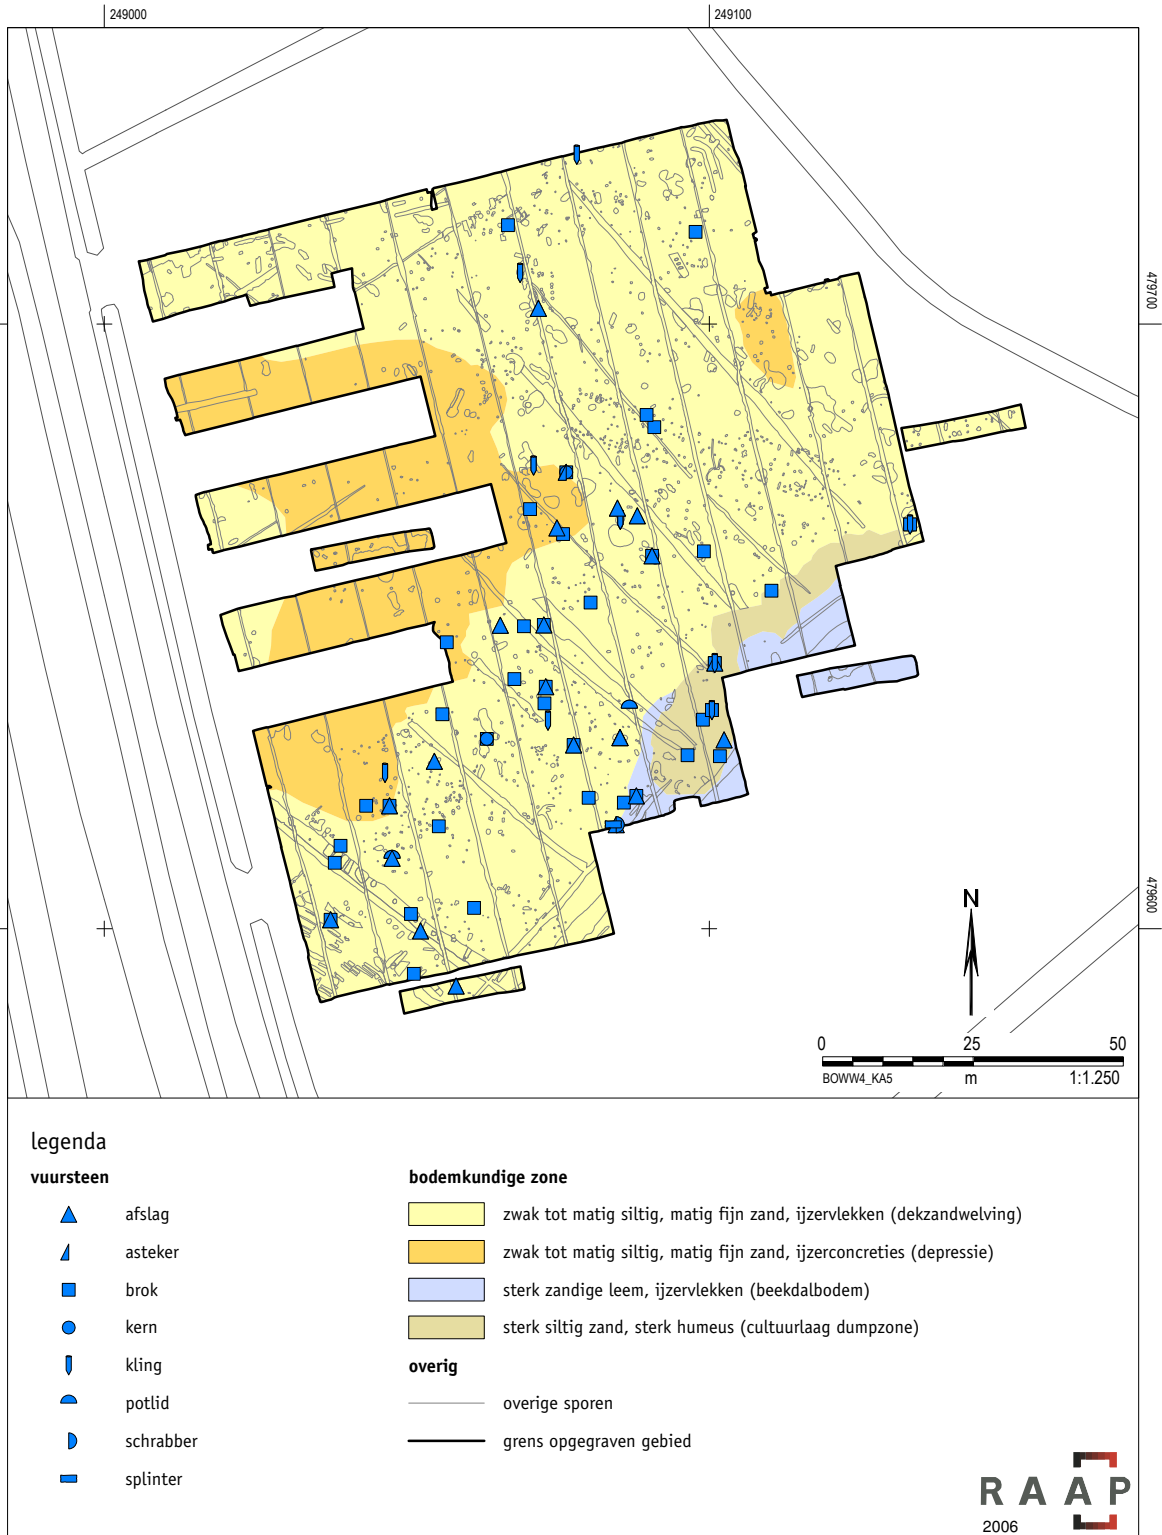 249000
249100
479700
479600
N
0 25 50
BOWW4_KA5 m 1:1.250
legenda
vuursteen
afslag
asteker
brok
kern
kling
potlid
schrabber
splinter
bodemkundige zone
zwak tot matig siltig, matig fijn zand, ijzervlekken (dekzandwelving)
zwak tot matig siltig, matig fijn zand, ijzerconcreties (depressie)
sterk zandige leem, ijzervlekken (beekdalbodem)
sterk siltig zand, sterk humeus (cultuurlaag dumpzone)
overig
overige sporen
grens opgegraven gebied
RAAP
2006